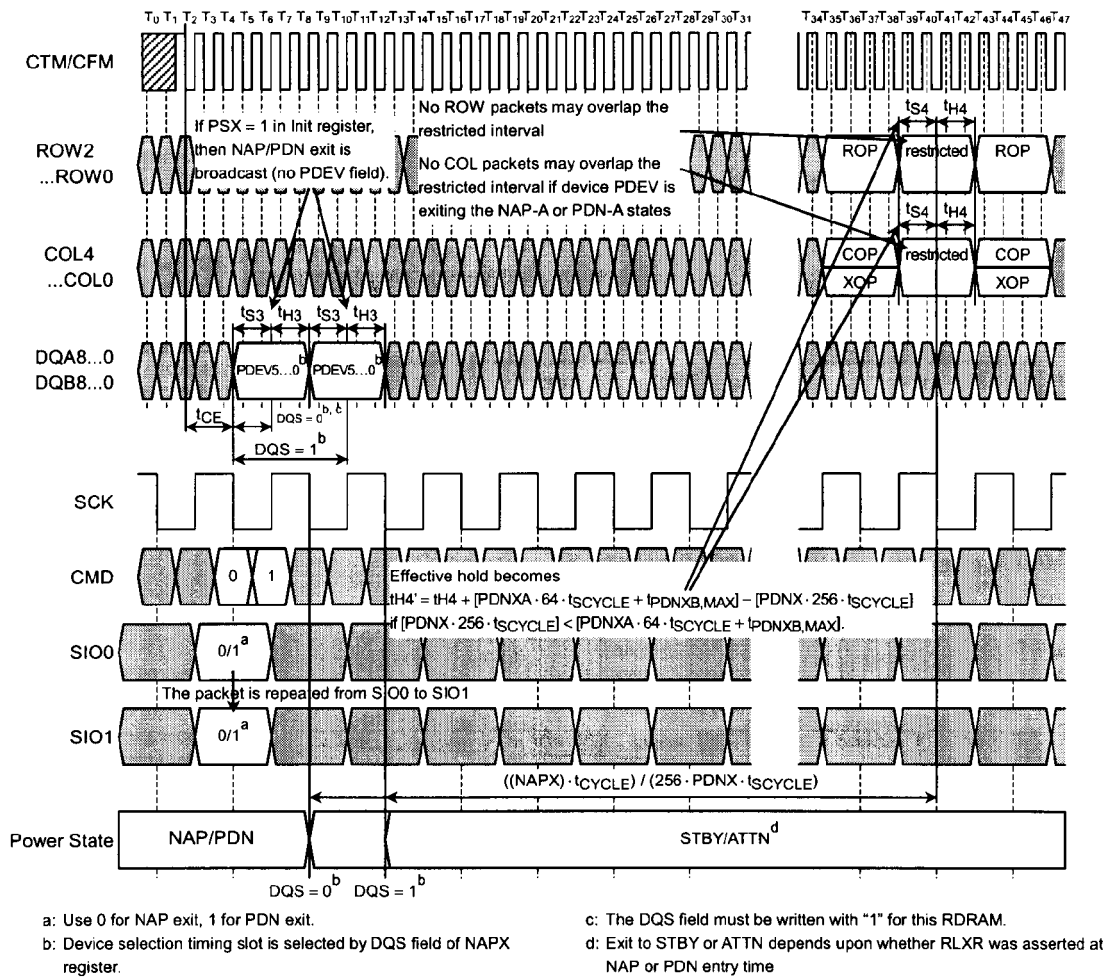 T0 T1 T2 T3 T4 T5 T6 T7 T8 T9 T10 T11 T12 T13 T14 T15 T16 T17 T18 T19 T20 T21 T22 T23 T24 T25 T26 T27 T28 T29 T30 T31 T34 T35 T36 T37 T38 T39 T40 T41 T42 T43 T44 T45 T46 T47
CTM/CFM
No ROW packets may overlap the
restricted interval
tS4 tH4
If PSX = 1 in Init register,
then NAP/PDN exit is
broadcast (no PDEV field).
ROW2
...ROW0
ROP restricted ROP
No COL packets may overlap the
restricted interval if device PDEV is
exiting the NAP-A or PDN-A states
tS4 tH4
COL4
...COL0
COP restricted COP
XOP XOP
tS3 tH3 tS3 tH3
DQA8...0
DQB8...0
PDEV5...0b PDEV5...0b
tCE DQS = 0b, c
DQS = 1b
SCK
CMD
0 1
Effective hold becomes
tH4' = tH4 + [PDNXA · 64 · tSCYCLE + tPDNXB,MAX] – [PDNX · 256 · tSCYCLE]
if [PDNX · 256 · tSCYCLE] < [PDNXA · 64 · tSCYCLE + tPDNXB,MAX].
SIO0
0/1a
The packet is repeated from SIO0 to SIO1
SIO1
0/1a
((NAPX) · tCYCLE) / (256 · PDNX · tSCYCLE)
Power State
NAP/PDN
STBY/ATTNd
DQS = 0b DQS = 1b
a: Use 0 for NAP exit, 1 for PDN exit.
b: Device selection timing slot is selected by DQS field of NAPX
register.
c: The DQS field must be written with "1" for this RDRAM.
d: Exit to STBY or ATTN depends upon whether RLXR was asserted at
NAP or PDN entry time